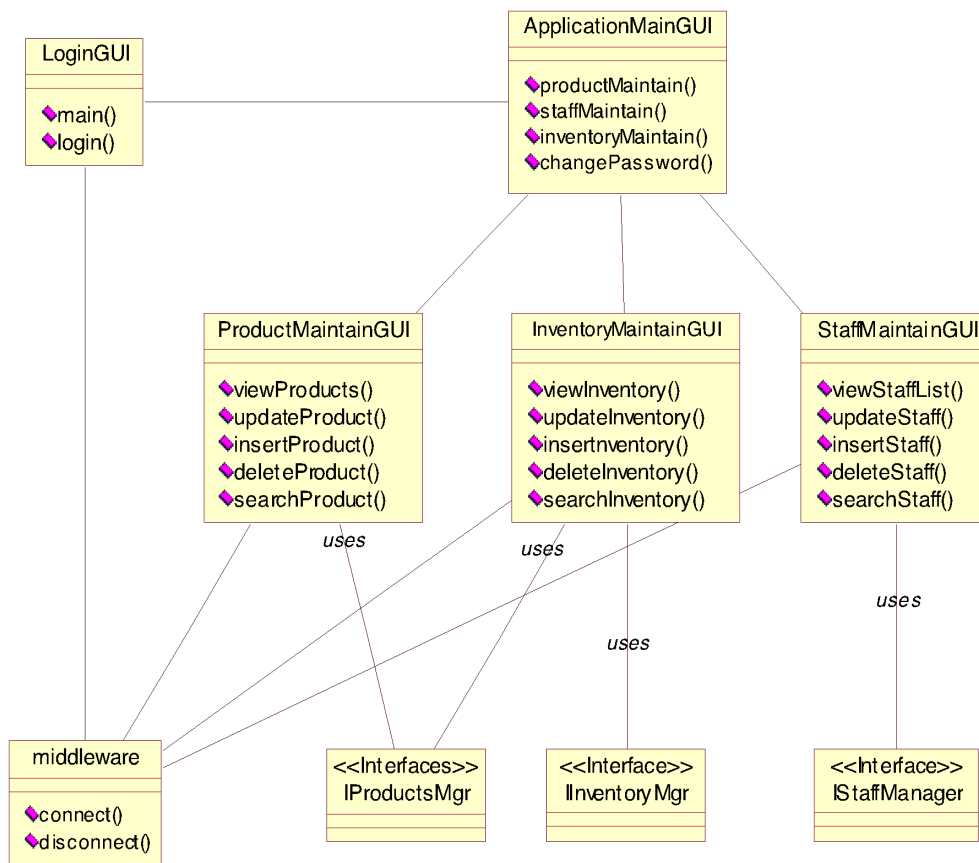 LoginGUI
main()
login()
ApplicationMainGUI
productMaintain()
staffMaintain()
inventoryMaintain()
changePassword()
ProductMaintainGUI
viewProducts()
updateProduct()
insertProduct()
deleteProduct()
searchProduct()
InventoryMaintainGUI
viewInventory()
updateInventory()
insertnventory()
deleteInventory()
searchInventory()
StaffMaintainGUI
viewStaffList()
updateStaff()
insertStaff()
deleteStaff()
searchStaff()
uses
uses
uses
uses
middleware
connect()
disconnect()
<<Interfaces>>
IProductsMgr
<<Interface>>
IInventoryMgr
<<Interface>>
IStaffManager